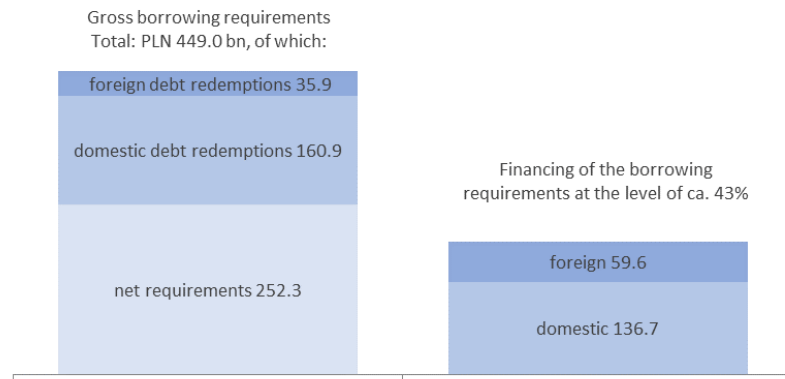 Gross borrowing requirements
Total: PLN 449.0 bn, of which:
foreign debt redemptions 35.9
domestic debt redemptions 160.9
net requirements 252.3
Financing of the borrowing
requirements at the level of ca. 43%
foreign 59.6
domestic 136.7